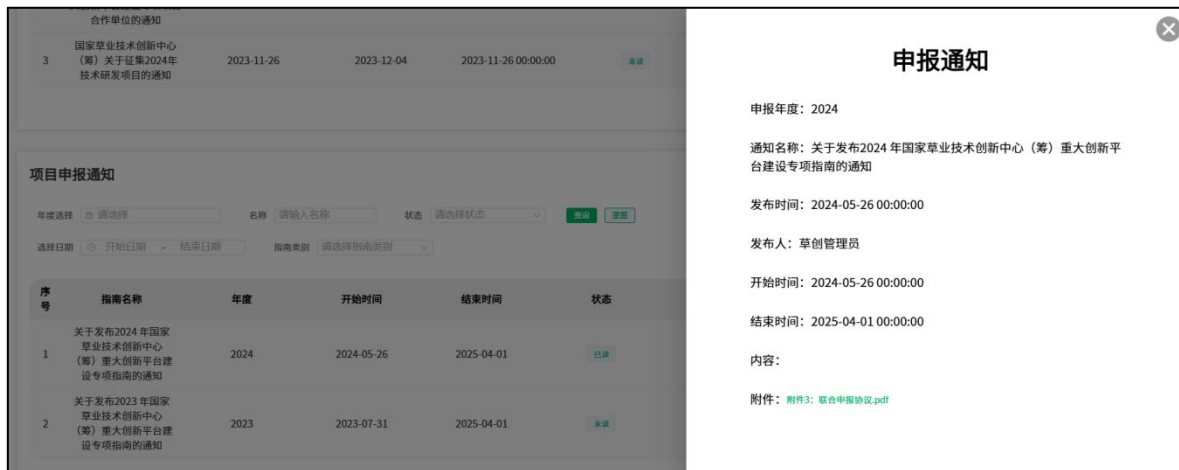 合作单位的通知
3 国家草业技术创新中心（筹）关于征集2024年技术研发项目的通知 2023-11-26 2023-12-04 2023-11-26 00:00:00 未读
项目申报通知
年度选择 请选择 名称 请输入名称 状态 请选择状态 查询 重置
选择日期 开始日期 ~ 结束日期 指南类别 请选择指南类别
序号 指南名称 年度 开始时间 结束时间 状态
1 关于发布2024 年国家草业技术创新中心（筹）重大创新平台建设专项指南的通知 2024 2024-05-26 2025-04-01 已读
2 关于发布2023 年国家草业技术创新中心（筹）重大创新平台建设专项指南的通知 2023 2023-07-31 2025-04-01 未读
申报通知
申报年度：2024
通知名称：关于发布2024 年国家草业技术创新中心（筹）重大创新平
台建设专项指南的通知
发布时间：2024-05-26 00:00:00
发布人：草创管理员
开始时间：2024-05-26 00:00:00
结束时间：2025-04-01 00:00:00
内容：
附件：附件3：联合申报协议.pdf